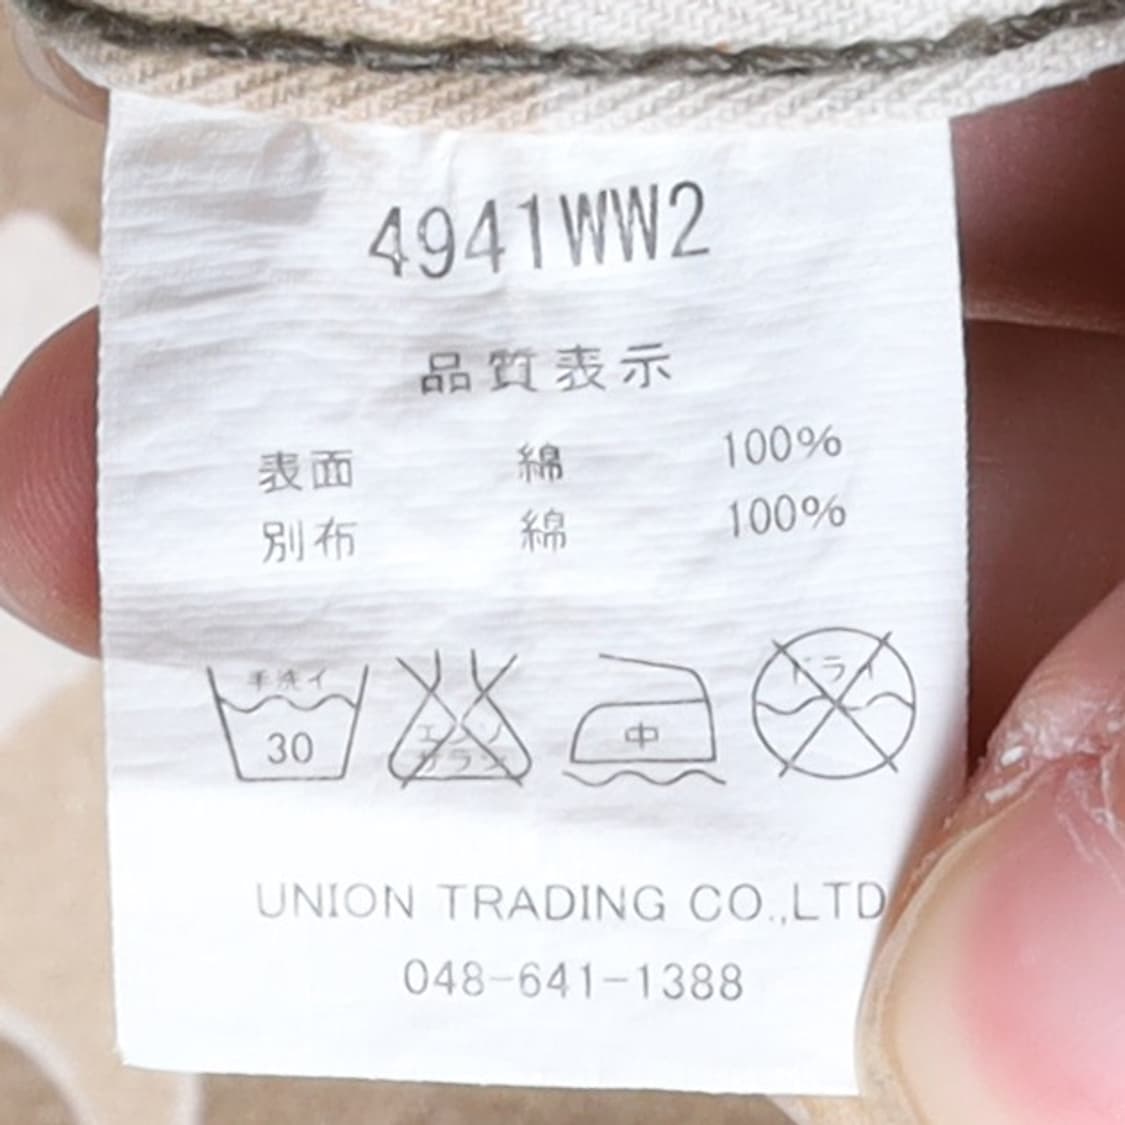 4941WW2
品質表示
表面 綿 100%
別布 綿 100%
手洗イ 30 エンソサラシ 中 ドライ
UNION TRADING CO.,LTD
048-641-1388